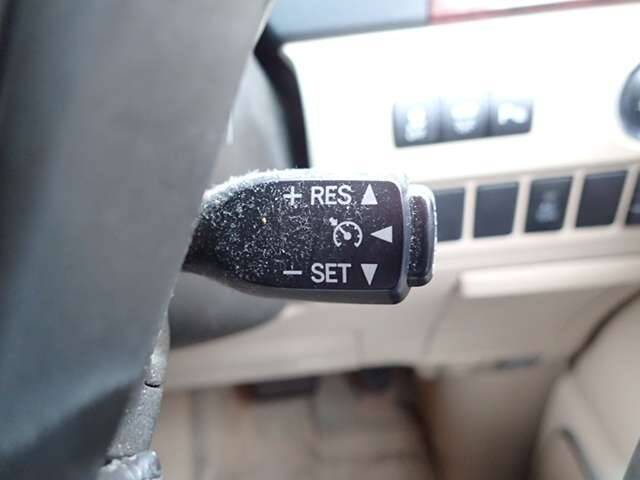 + RES ▲
◀
− SET ▼